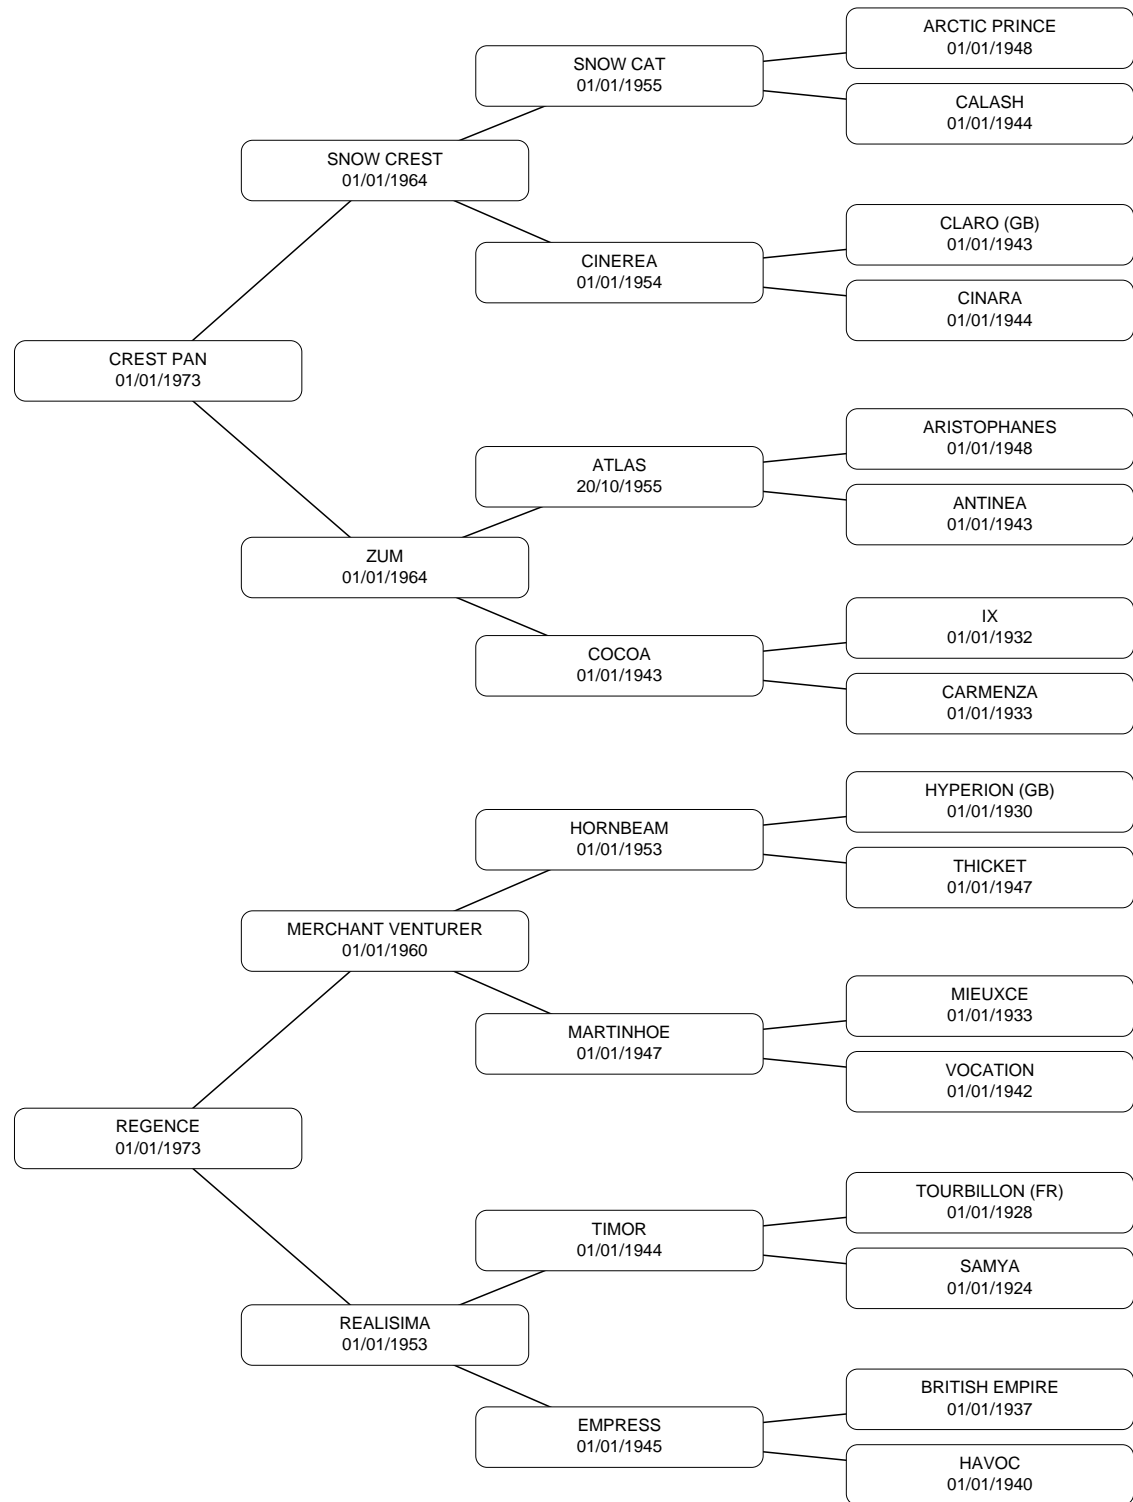 ARCTIC PRINCE
01/01/1948
SNOW CAT
01/01/1955
CALASH
01/01/1944
SNOW CREST
01/01/1964
CLARO (GB)
01/01/1943
CINEREA
01/01/1954
CINARA
01/01/1944
CREST PAN
01/01/1973
ARISTOPHANES
01/01/1948
ATLAS
20/10/1955
ANTINEA
01/01/1943
ZUM
01/01/1964
IX
01/01/1932
COCOA
01/01/1943
CARMENZA
01/01/1933
HYPERION (GB)
01/01/1930
HORNBEAM
01/01/1953
THICKET
01/01/1947
MERCHANT VENTURER
01/01/1960
MIEUXCE
01/01/1933
MARTINHOE
01/01/1947
VOCATION
01/01/1942
REGENCE
01/01/1973
TOURBILLON (FR)
01/01/1928
TIMOR
01/01/1944
SAMYA
01/01/1924
REALISIMA
01/01/1953
BRITISH EMPIRE
01/01/1937
EMPRESS
01/01/1945
HAVOC
01/01/1940